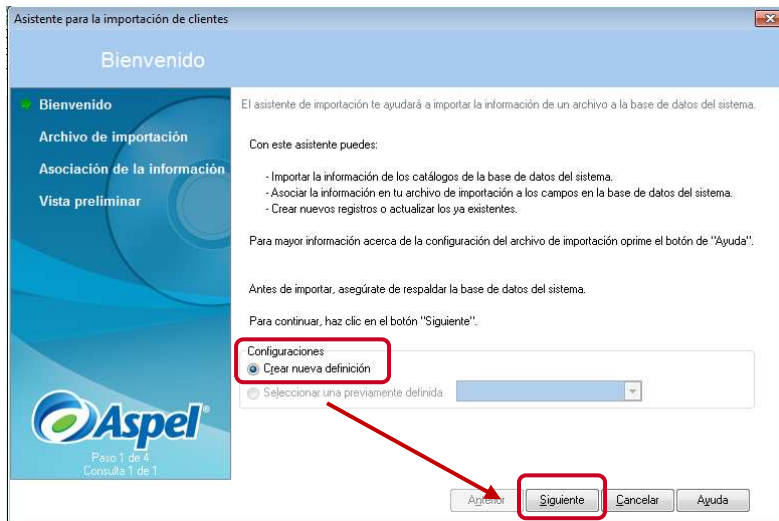 Asistente para la importación de clientes
Bienvenido
Bienvenido
Archivo de importación
Asociación de la información
Vista preliminar
El asistente de importación te ayudará a importar la información de un archivo a la base de datos del sistema.
Con este asistente puedes:
- Importar la información de los catálogos de la base de datos del sistema.
- Asociar la información en tu archivo de importación a los campos en la base de datos del sistema.
- Crear nuevos registros o actualizar los ya existentes.
Para mayor información acerca de la configuración del archivo de importación oprime el botón de "Ayuda".
Antes de importar, asegúrate de respaldar la base de datos del sistema.
Para continuar, haz clic en el botón "Siguiente".
Configuraciones
Crear nueva definición
Seleccionar una previamente definida
Aspel
Paso 1 de 4
Consulta 1 de 1
Anterior
Siguiente
Cancelar
Ayuda